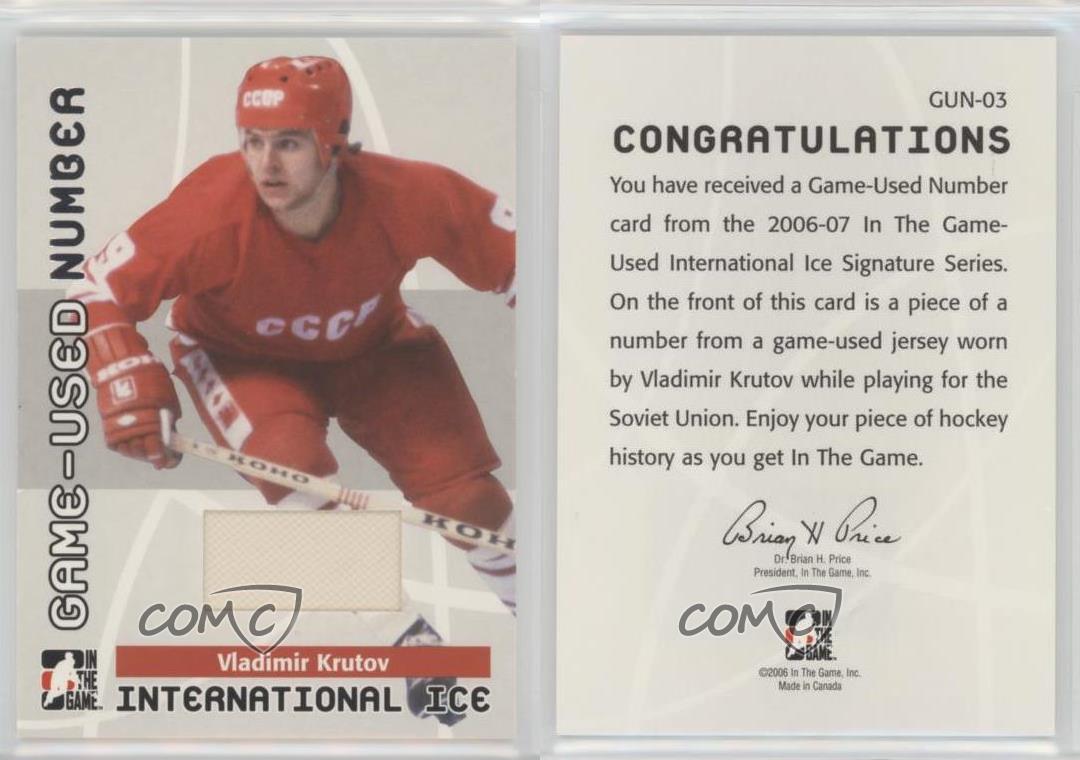 GAME-USED NUMBER
CCCP
9
CCCP
KOHO
KOHO
KOH
COMC
Vladimir Krutov
IN
THE
GAME
INTERNATIONAL ICE
GUN-03
CONGRATULATIONS
You have received a Game-Used Number
card from the 2006-07 In The Game-
Used International Ice Signature Series.
On the front of this card is a piece of a
number from a game-used jersey worn
by Vladimir Krutov while playing for the
Soviet Union. Enjoy your piece of hockey
history as you get In The Game.
Brian H Price
Dr. Brian H. Price
President, In The Game, Inc.
COMC
IN
THE
GAME
©2006 In The Game, Inc.
Made in Canada